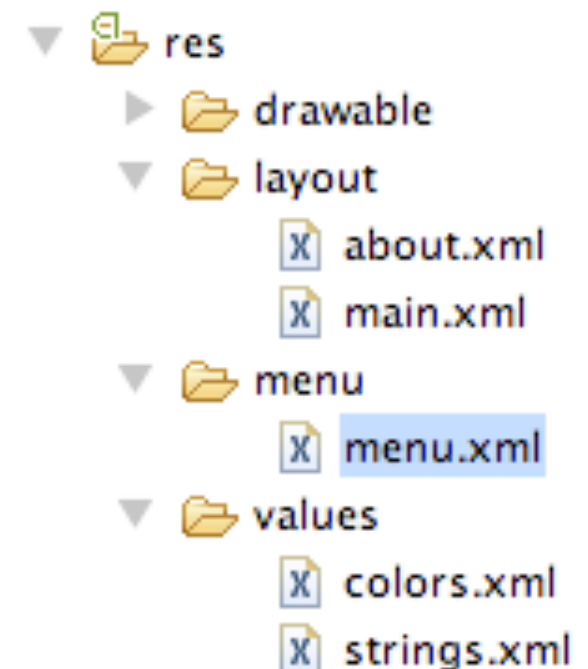 res
drawable
layout
about.xml
main.xml
menu
menu.xml
values
colors.xml
strings.xml